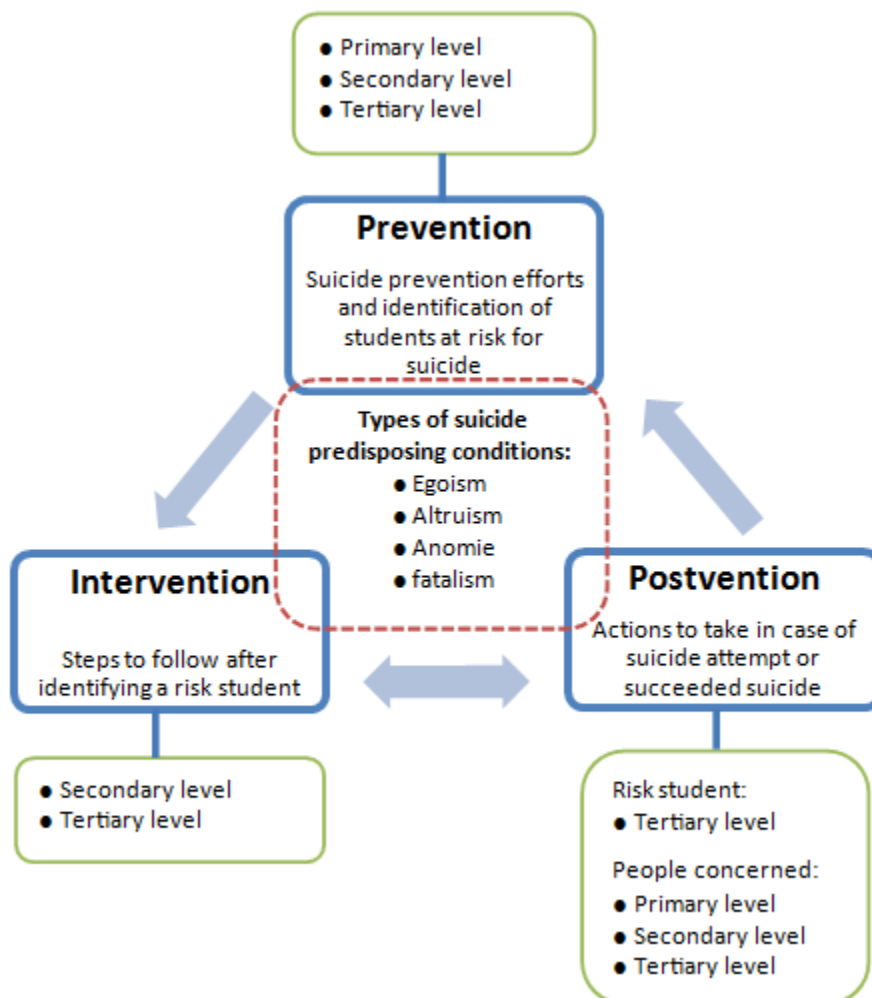 ● Primary level
● Secondary level
● Tertiary level
Prevention
Suicide prevention efforts
and identification of
students at risk for
suicide
Types of suicide
predisposing conditions:
● Egoism
● Altruism
● Anomie
● fatalism
Intervention
Steps to follow after
identifying a risk student
Postvention
Actions to take in case of
suicide attempt or
succeeded suicide
● Secondary level
● Tertiary level
Risk student:
● Tertiary level
People concerned:
● Primary level
● Secondary level
● Tertiary level